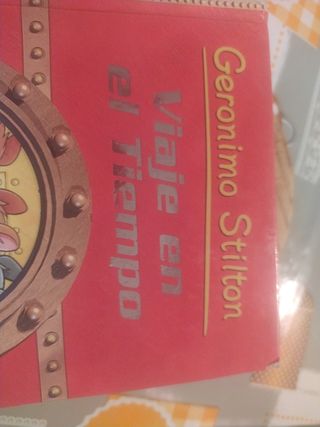 Geronimo Stilton
Viaje en
el Tiempo